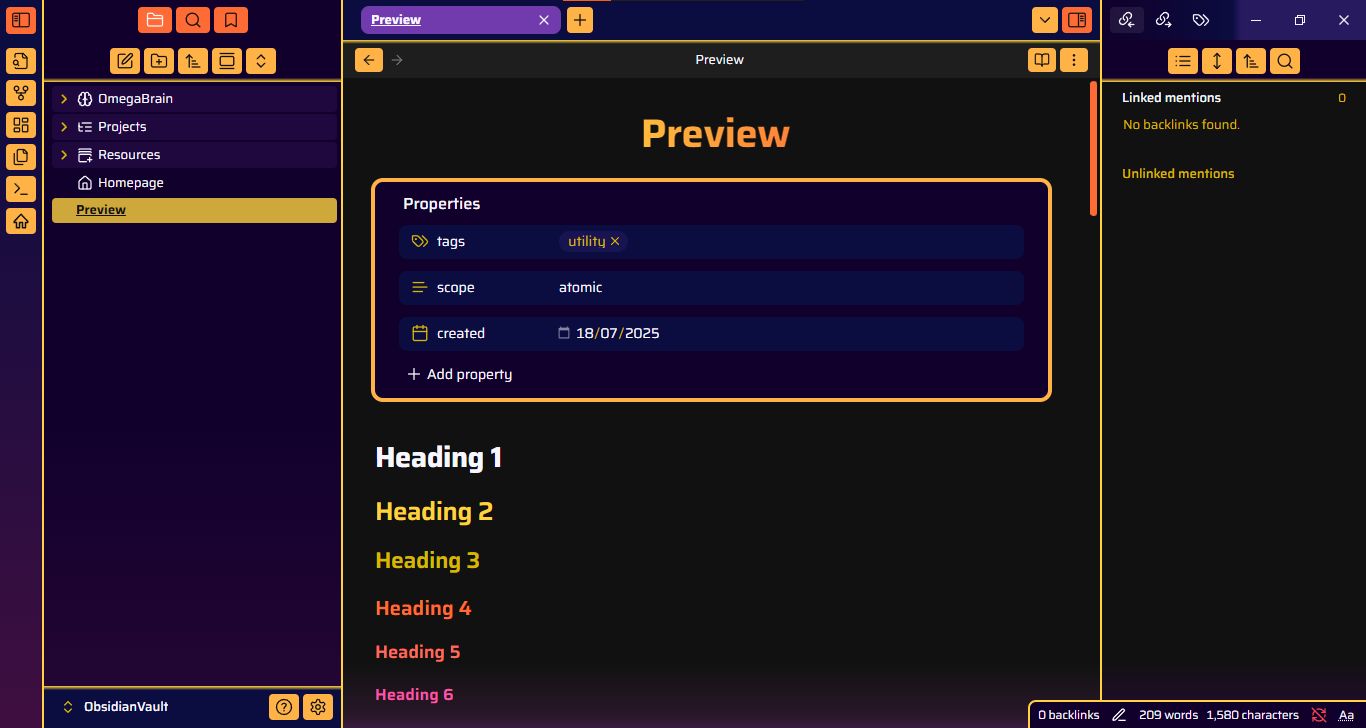 Preview
Preview
OmegaBrain
Projects
Resources
Homepage
Preview
ObsidianVault
Preview
Properties
tags utility
scope atomic
created 18/07/2025
Add property
Heading 1
Heading 2
Heading 3
Heading 4
Heading 5
Heading 6
Linked mentions 0
No backlinks found.
Unlinked mentions
0 backlinks 209 words 1,580 characters Aa